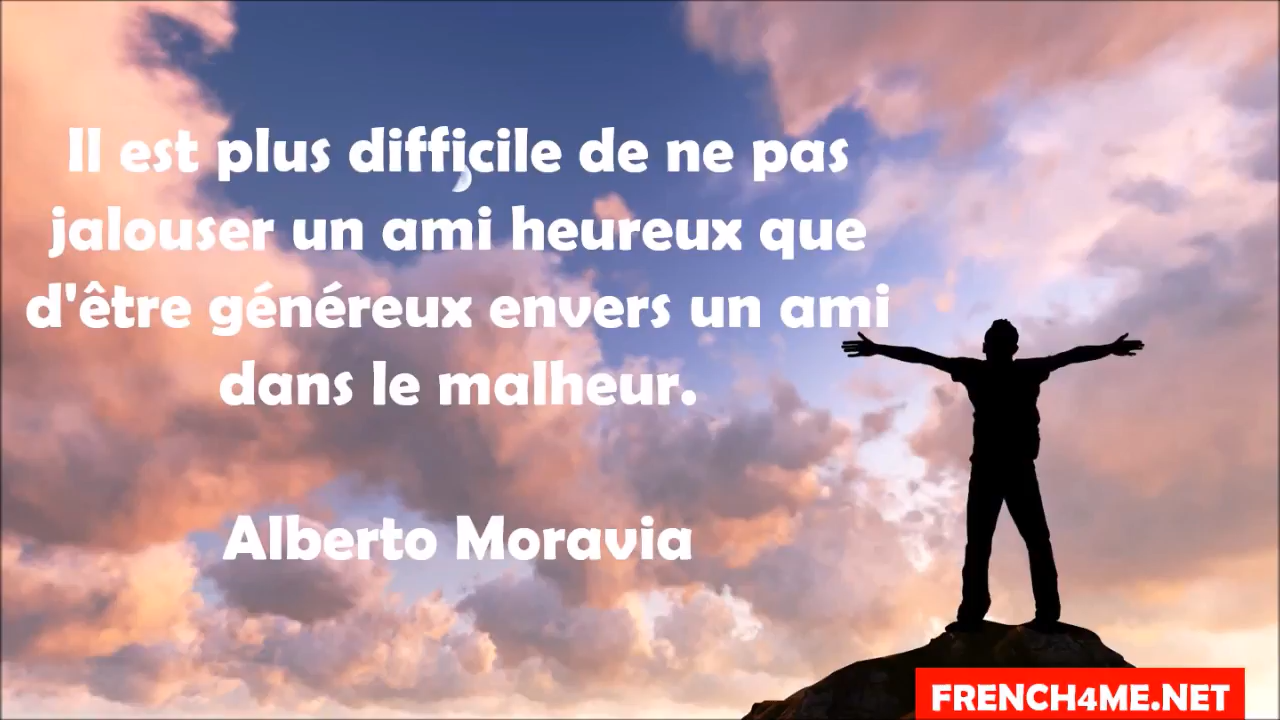 Il est plus difficile de ne pas
jalouser un ami heureux que
d'être généreux envers un ami
dans le malheur.
Alberto Moravia
FRENCH4ME.NET